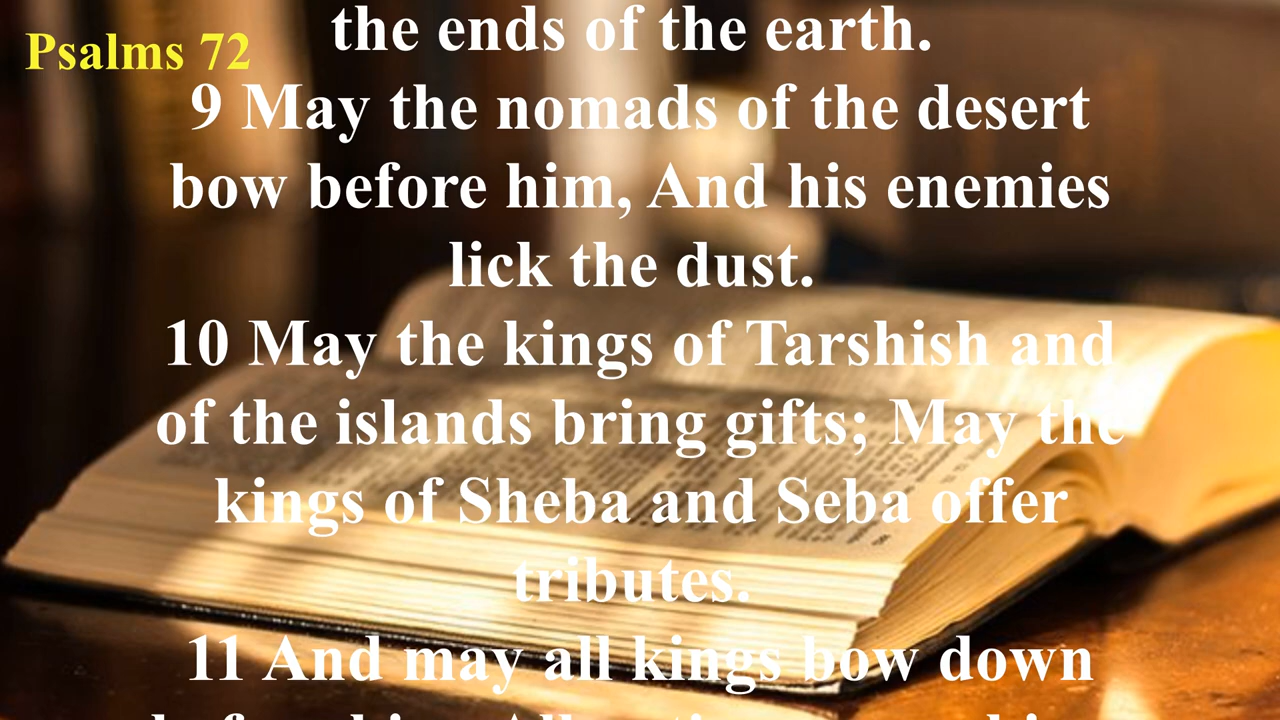 Psalms 72
the ends of the earth.
9 May the nomads of the desert
bow before him, And his enemies
lick the dust.
10 May the kings of Tarshish and
of the islands bring gifts; May the
kings of Sheba and Seba offer
tributes.
11 And may all kings bow down